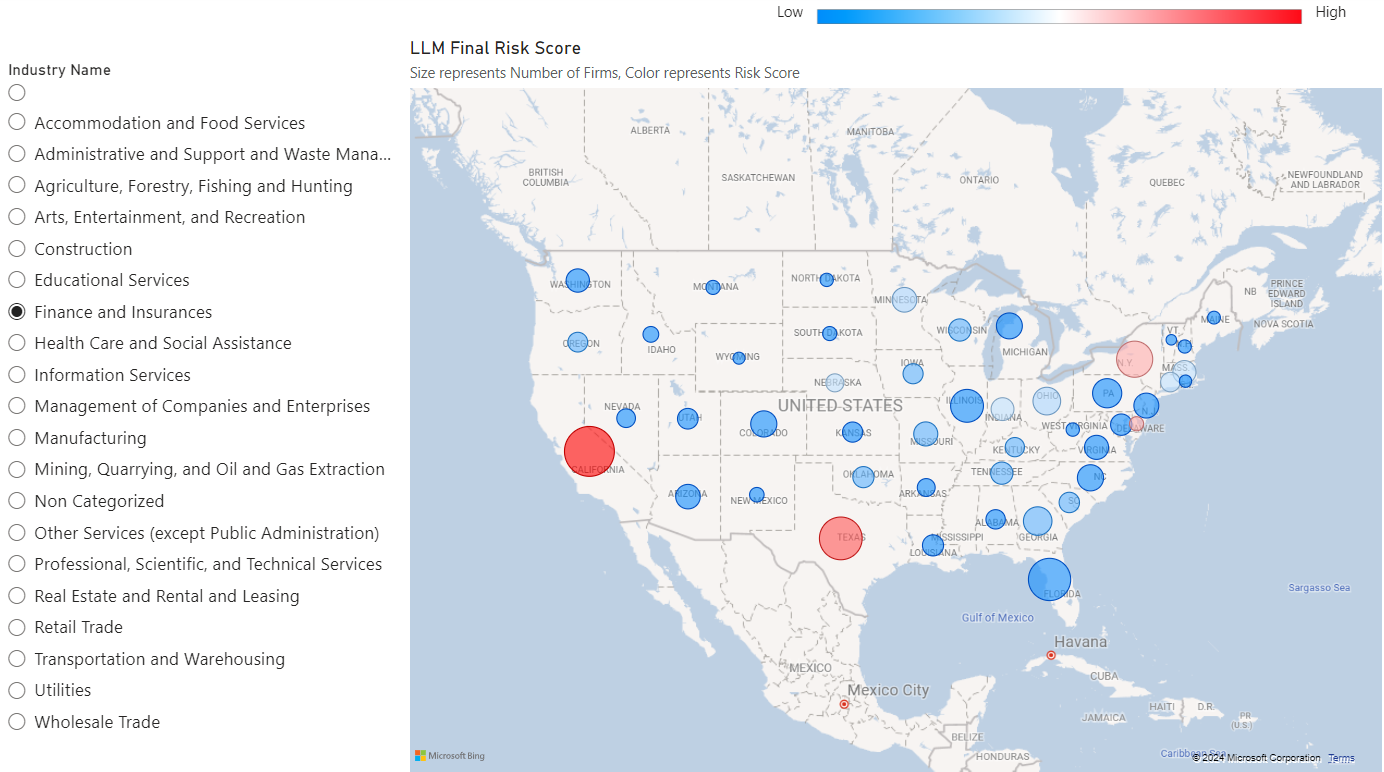 Low
High
LLM Final Risk Score
Size represents Number of Firms, Color represents Risk Score
Industry Name
Accommodation and Food Services
Administrative and Support and Waste Mana...
Agriculture, Forestry, Fishing and Hunting
Arts, Entertainment, and Recreation
Construction
Educational Services
Finance and Insurances
Health Care and Social Assistance
Information Services
Management of Companies and Enterprises
Manufacturing
Mining, Quarrying, and Oil and Gas Extraction
Non Categorized
Other Services (except Public Administration)
Professional, Scientific, and Technical Services
Real Estate and Rental and Leasing
Retail Trade
Transportation and Warehousing
Utilities
Wholesale Trade
ALBERTA
MANITOBA
BRITISH
COLUMBIA
SASKATCHEWAN
ONTARIO
QUEBEC
NEWFOUNDLAND
AND LABRADOR
WASHINGTON
MONTANA
NORTH DAKOTA
MINNESOTA
NB
PRINCE
EDWARD
ISLAND
MAINE
NOVA SCOTIA
OREGON
IDAHO
SOUTH DAKOTA
WISCONSIN
MICHIGAN
VT
N.H.
WYOMING
IOWA
N.Y.
MASS.
NEBRASKA
NEVADA
UTAH
UNITED STATES
ILLINOIS
INDIANA
OHIO
PA
N.J.
COLORADO
KANSAS
MISSOURI
WEST VIRGINIA
DELAWARE
KENTUCKY
VIRGINIA
CALIFORNIA
OKLAHOMA
TENNESSEE
NC
ARIZONA
NEW MEXICO
ARKANSAS
SC
TEXAS
MISSISSIPPI
ALABAMA
GEORGIA
LOUISIANA
FLORIDA
Sargasso Sea
Gulf of Mexico
Havana
MEXICO
CUBA
Mexico City
HAITI
D.R.
JAMAICA
PR
(U.S.)
BELIZE
HONDURAS
Caribbean Sea
Microsoft Bing
© 2024 Microsoft Corporation Terms